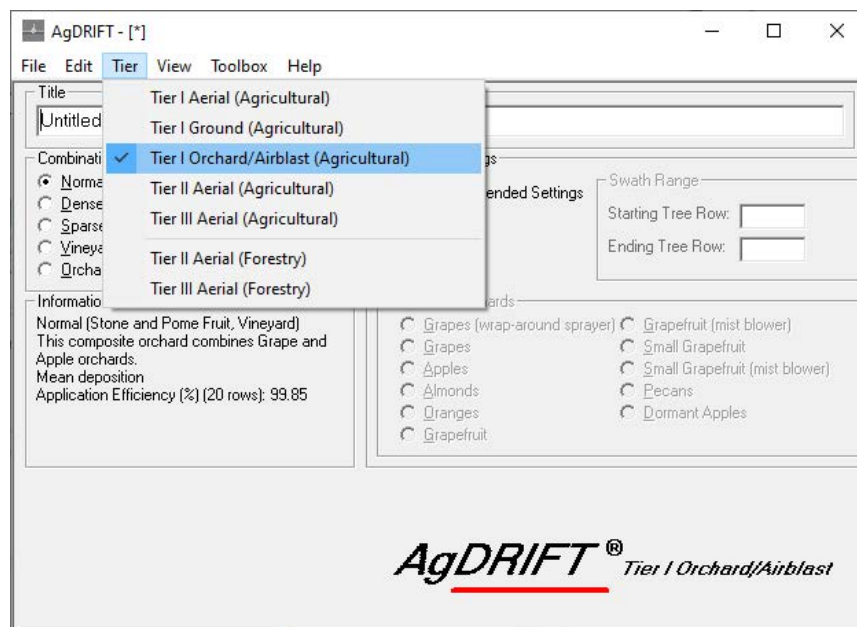 AgDRIFT - [*]
File Edit Tier View Toolbox Help
Title
Untitled
Tier I Aerial (Agricultural)
Tier I Ground (Agricultural)
Tier I Orchard/Airblast (Agricultural)
Tier II Aerial (Agricultural)
Tier III Aerial (Agricultural)
Tier II Aerial (Forestry)
Tier III Aerial (Forestry)
Combinati
Norma
Dense
Sparse
Vineya
Orcha
gs
ended Settings
Swath Range
Starting Tree Row:
Ending Tree Row:
Informatio
Normal (Stone and Pome Fruit, Vineyard)
This composite orchard combines Grape and
Apple orchards.
Mean deposition
Application Efficiency (%) (20 rows): 99.85
ards
Grapes (wrap-around sprayer)
Grapes
Apples
Almonds
Oranges
Grapefruit
Grapefruit (mist blower)
Small Grapefruit
Small Grapefruit (mist blower)
Pecans
Dormant Apples
AgDRIFT® Tier I Orchard/Airblast